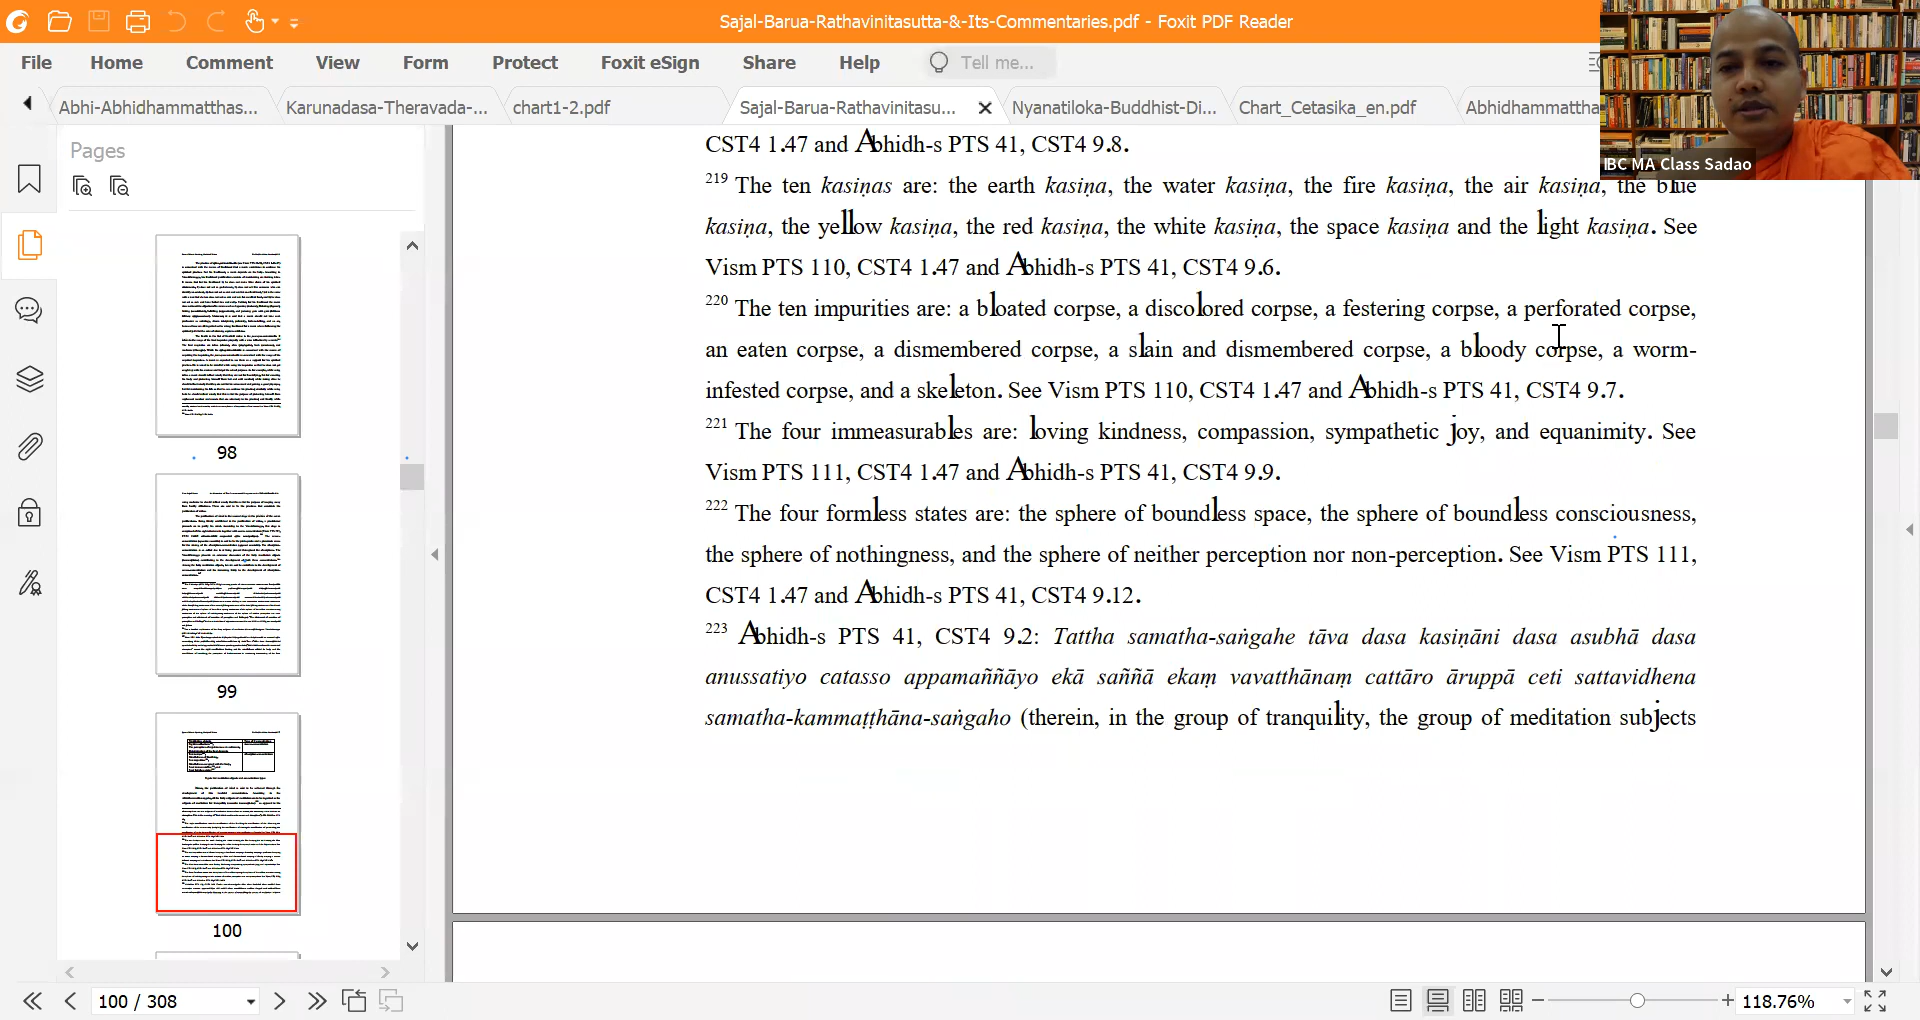 Sajal-Barua-Rathavinitasutta-&-Its-Commentaries.pdf - Foxit PDF Reader
File Home Comment View Form Protect Foxit eSign Share Help Tell me...
Abhi-Abhidhammatthas... Karunadasa-Theravada-... chart1-2.pdf Sajal-Barua-Rathavinitasu... Nyanatiloka-Buddhist-Di... Chart_Cetasika_en.pdf Abhidhammattha
IBC MA Class Sadao
Pages
98
99
100
CST4 1.47 and Abhidh-s PTS 41, CST4 9.8.
219 The ten kasiṇas are: the earth kasiṇa, the water kasiṇa, the fire kasiṇa, the air kasiṇa, the blue
kasiṇa, the yellow kasiṇa, the red kasiṇa, the white kasiṇa, the space kasiṇa and the light kasiṇa. See
Vism PTS 110, CST4 1.47 and Abhidh-s PTS 41, CST4 9.6.
220 The ten impurities are: a bloated corpse, a discolored corpse, a festering corpse, a perforated corpse,
an eaten corpse, a dismembered corpse, a slain and dismembered corpse, a bloody corpse, a worm-
infested corpse, and a skeleton. See Vism PTS 110, CST4 1.47 and Abhidh-s PTS 41, CST4 9.7.
221 The four immeasurables are: loving kindness, compassion, sympathetic joy, and equanimity. See
Vism PTS 111, CST4 1.47 and Abhidh-s PTS 41, CST4 9.9.
222 The four formless states are: the sphere of boundless space, the sphere of boundless consciousness,
the sphere of nothingness, and the sphere of neither perception nor non-perception. See Vism PTS 111,
CST4 1.47 and Abhidh-s PTS 41, CST4 9.12.
223 Abhidh-s PTS 41, CST4 9.2: Tattha samatha-saṅgahe tāva dasa kasiṇāni dasa asubhā dasa
anussatiyo catasso appamaññāyo ekā saññā ekaṃ vavatthānaṃ cattāro āruppā ceti sattavidhena
samatha-kammaṭṭhāna-saṅgaho (therein, in the group of tranquility, the group of meditation subjects
100 / 308
118.76%